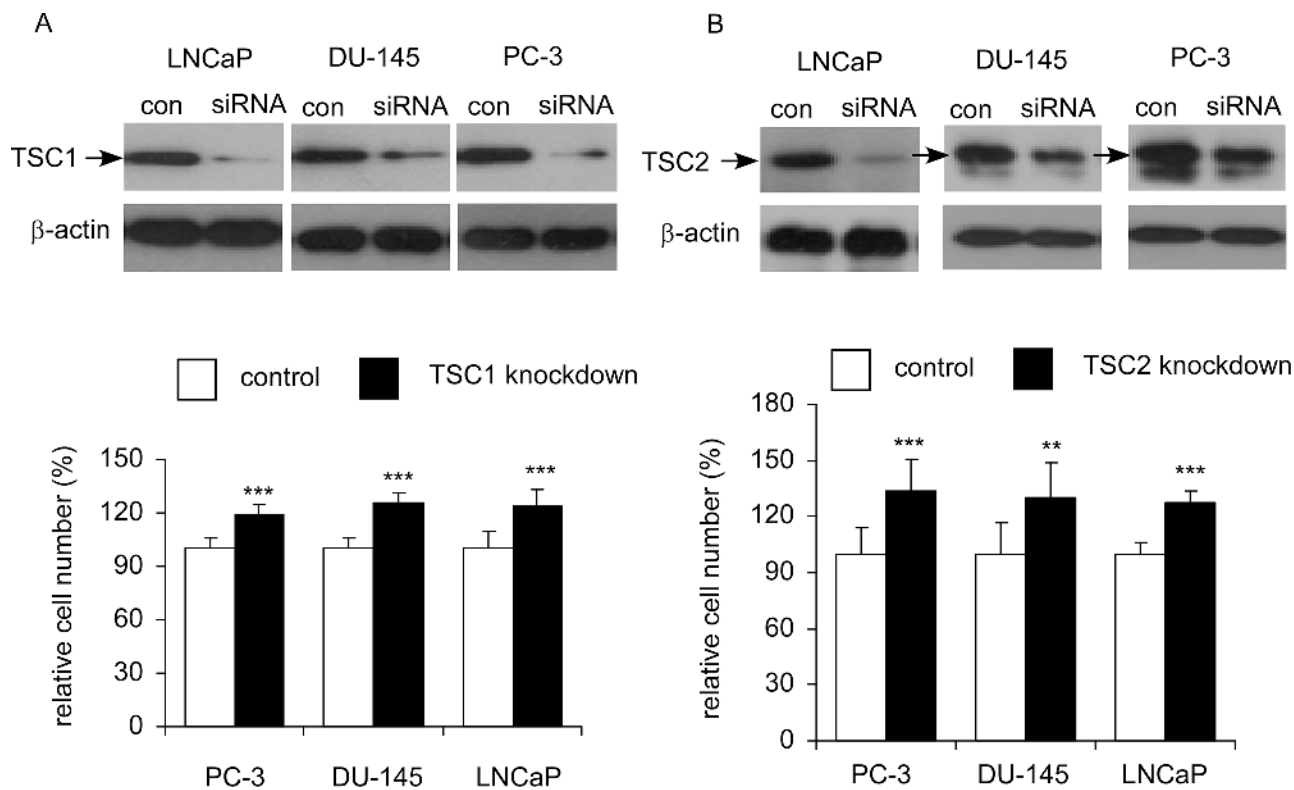 A
LNCaP DU-145 PC-3
con siRNA con siRNA con siRNA
TSC1
β-actin
control TSC1 knockdown
relative cell number (%)
150
120
90
60
30
0
*** *** ***
PC-3 DU-145 LNCaP
B
LNCaP DU-145 PC-3
con siRNA con siRNA con siRNA
TSC2
β-actin
control TSC2 knockdown
relative cell number (%)
180
150
120
90
60
30
0
*** ** ***
PC-3 DU-145 LNCaP